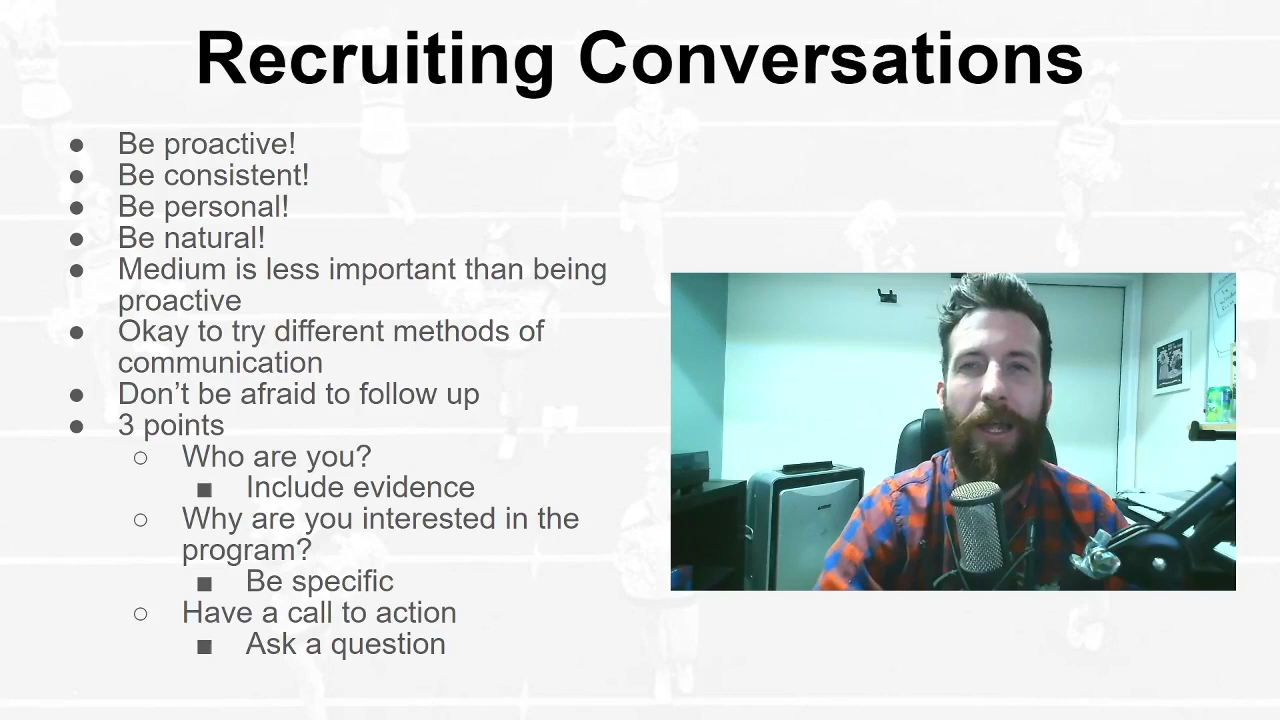 Recruiting Conversations
● Be proactive!
● Be consistent!
● Be personal!
● Be natural!
● Medium is less important than being
proactive
● Okay to try different methods of
communication
● Don’t be afraid to follow up
● 3 points
○ Who are you?
■ Include evidence
○ Why are you interested in the
program?
■ Be specific
○ Have a call to action
■ Ask a question